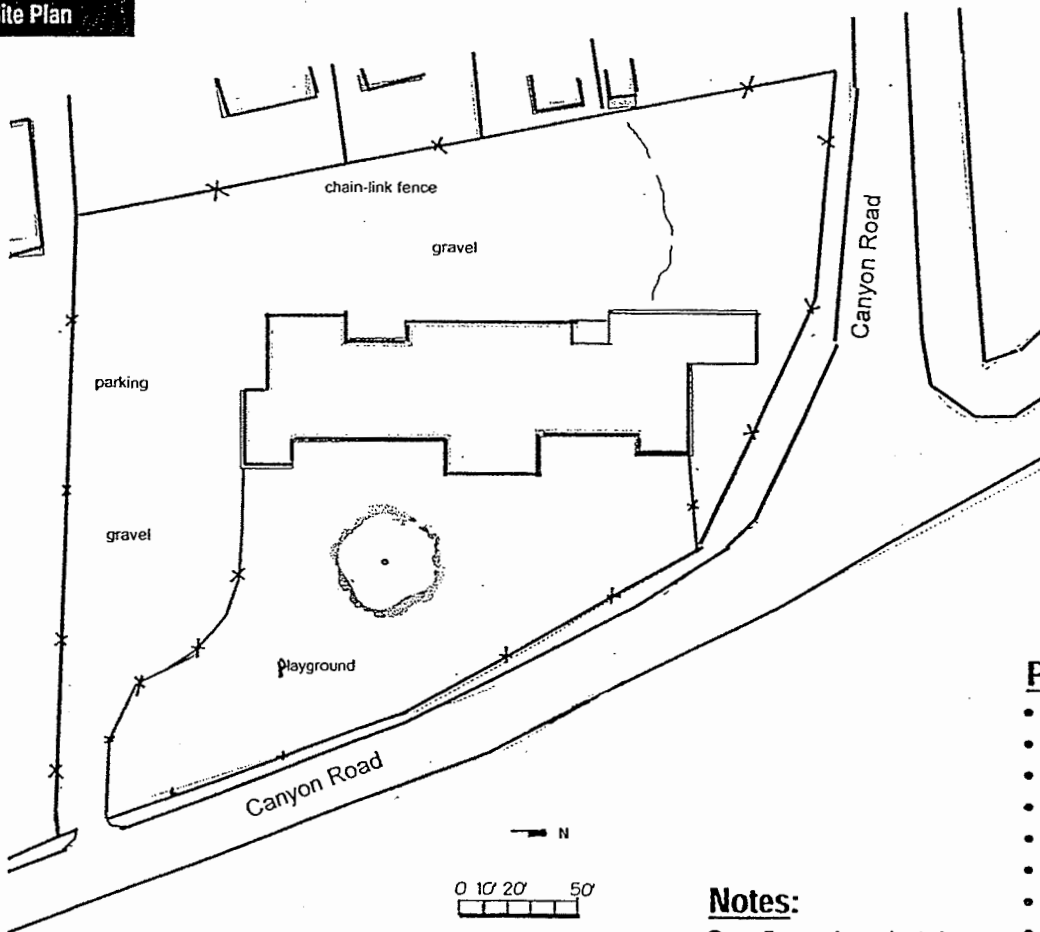 ite Plan
chain-link fence
gravel
Canyon Road
parking
gravel
playground
Canyon Road
N
0 10' 20' 50'
Notes:
P